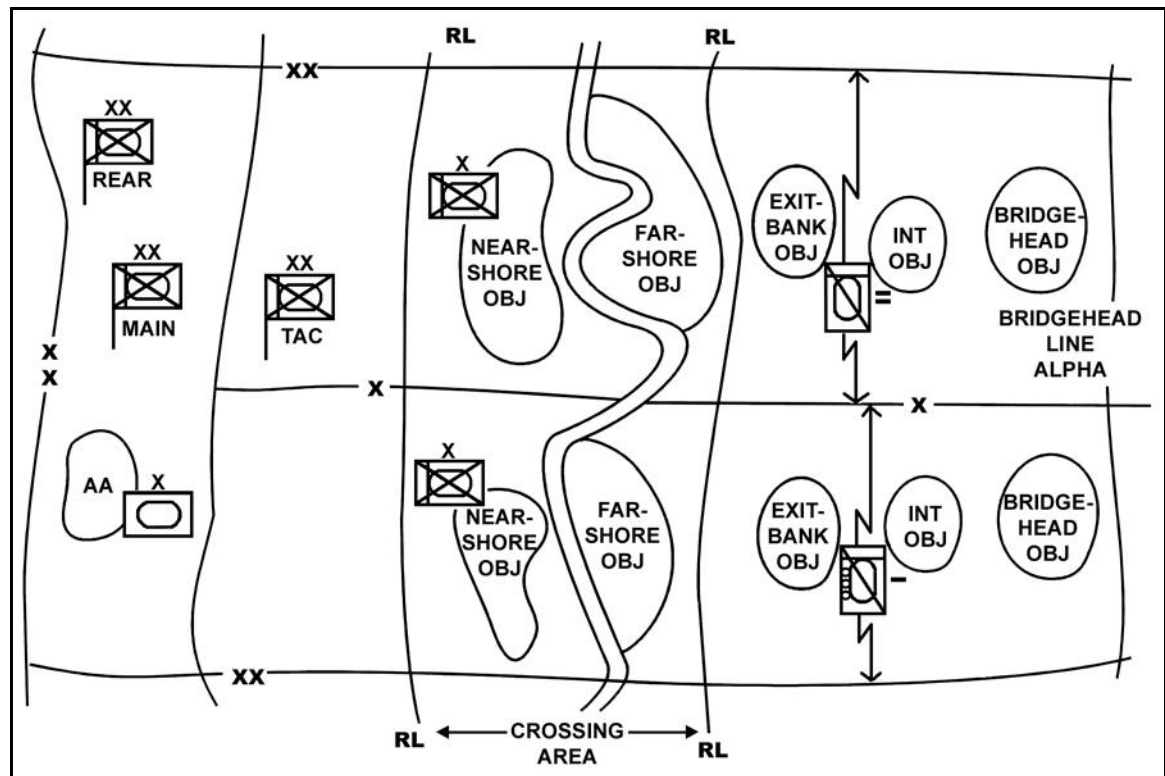 RL
RL
XX
XX
REAR
X
XX
MAIN
XX
TAC
NEAR-
SHORE
OBJ
FAR-
SHORE
OBJ
EXIT-
BANK
OBJ
INT
OBJ
BRIDGE-
HEAD
OBJ
BRIDGEHEAD
LINE
ALPHA
X
X
X
X
AA
X
X
NEAR-
SHORE
OBJ
FAR-
SHORE
OBJ
EXIT-
BANK
OBJ
INT
OBJ
BRIDGE-
HEAD
OBJ
XX
RL
CROSSING
AREA
RL